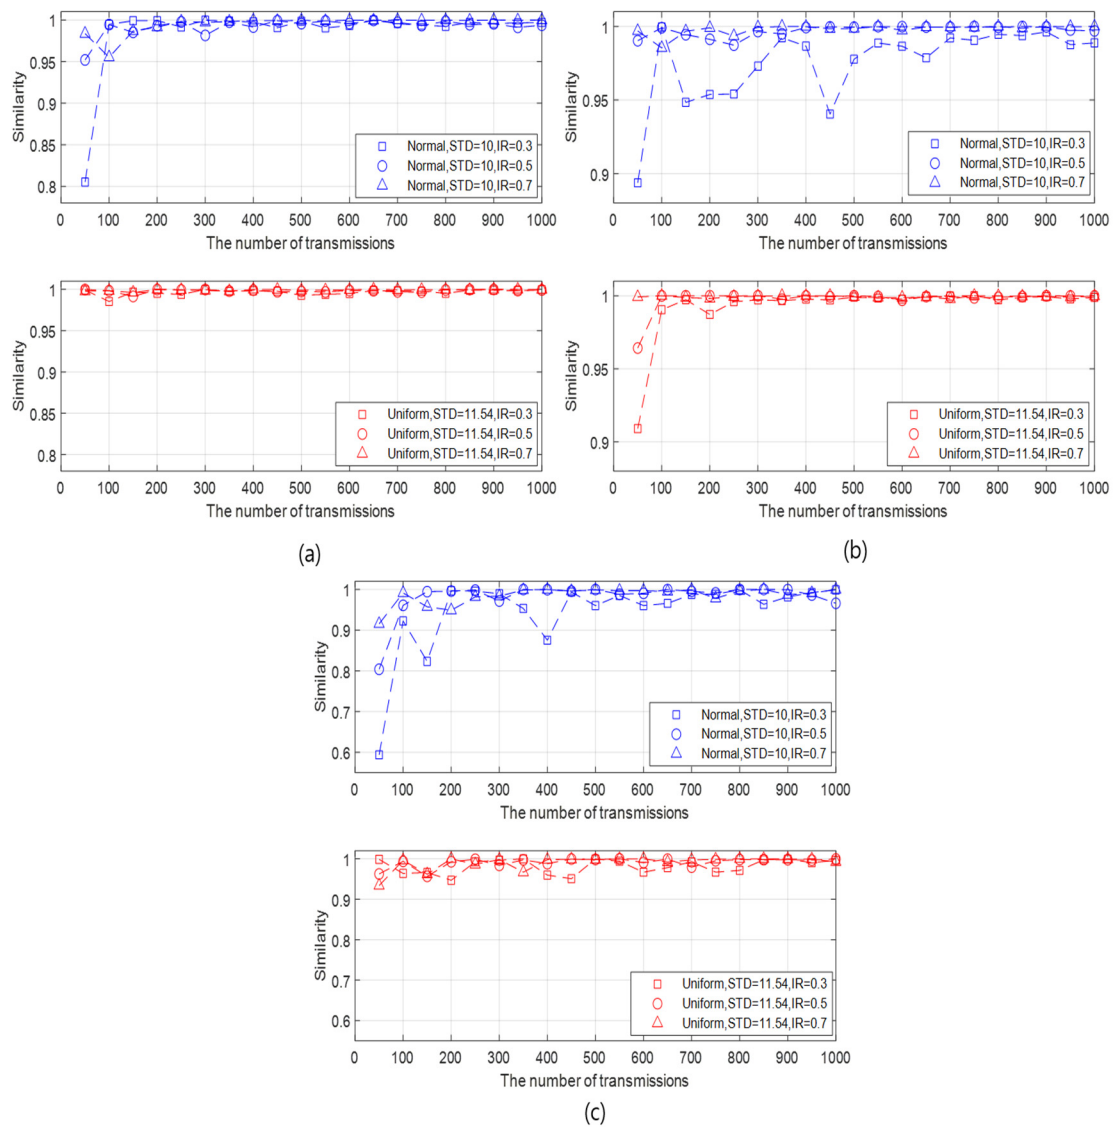 1
0.95
0.9
0.85
0.8
Similarity
Normal,STD=10,IR=0.3
Normal,STD=10,IR=0.5
Normal,STD=10,IR=0.7
0 100 200 300 400 500 600 700 800 900 1000
The number of transmissions
1
0.95
0.9
Similarity
Normal,STD=10,IR=0.3
Normal,STD=10,IR=0.5
Normal,STD=10,IR=0.7
0 100 200 300 400 500 600 700 800 900 1000
The number of transmissions
1
0.95
0.9
0.85
0.8
Similarity
Uniform,STD=11.54,IR=0.3
Uniform,STD=11.54,IR=0.5
Uniform,STD=11.54,IR=0.7
0 100 200 300 400 500 600 700 800 900 1000
The number of transmissions
(a)
1
0.95
0.9
Similarity
Uniform,STD=11.54,IR=0.3
Uniform,STD=11.54,IR=0.5
Uniform,STD=11.54,IR=0.7
0 100 200 300 400 500 600 700 800 900 1000
The number of transmissions
(b)
1
0.9
0.8
0.7
0.6
Similarity
Normal,STD=10,IR=0.3
Normal,STD=10,IR=0.5
Normal,STD=10,IR=0.7
0 100 200 300 400 500 600 700 800 900 1000
The number of transmissions
1
0.9
0.8
0.7
0.6
Similarity
Uniform,STD=11.54,IR=0.3
Uniform,STD=11.54,IR=0.5
Uniform,STD=11.54,IR=0.7
0 100 200 300 400 500 600 700 800 900 1000
The number of transmissions
(c)